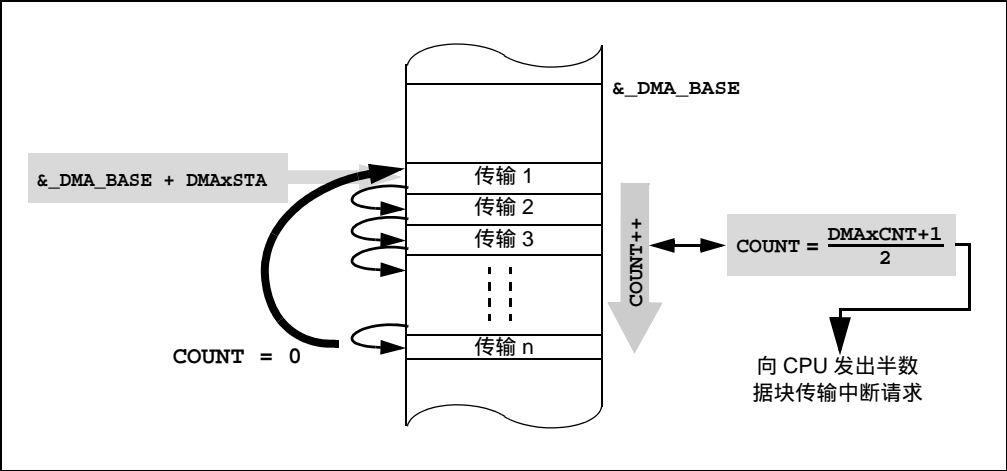 &_DMA_BASE
&_DMA_BASE + DMAxSTA
传输 1
传输 2
传输 3
传输 n
COUNT = 0
COUNT++
COUNT = DMAxCNT+1
2
向 CPU 发出半数
据块传输中断请求